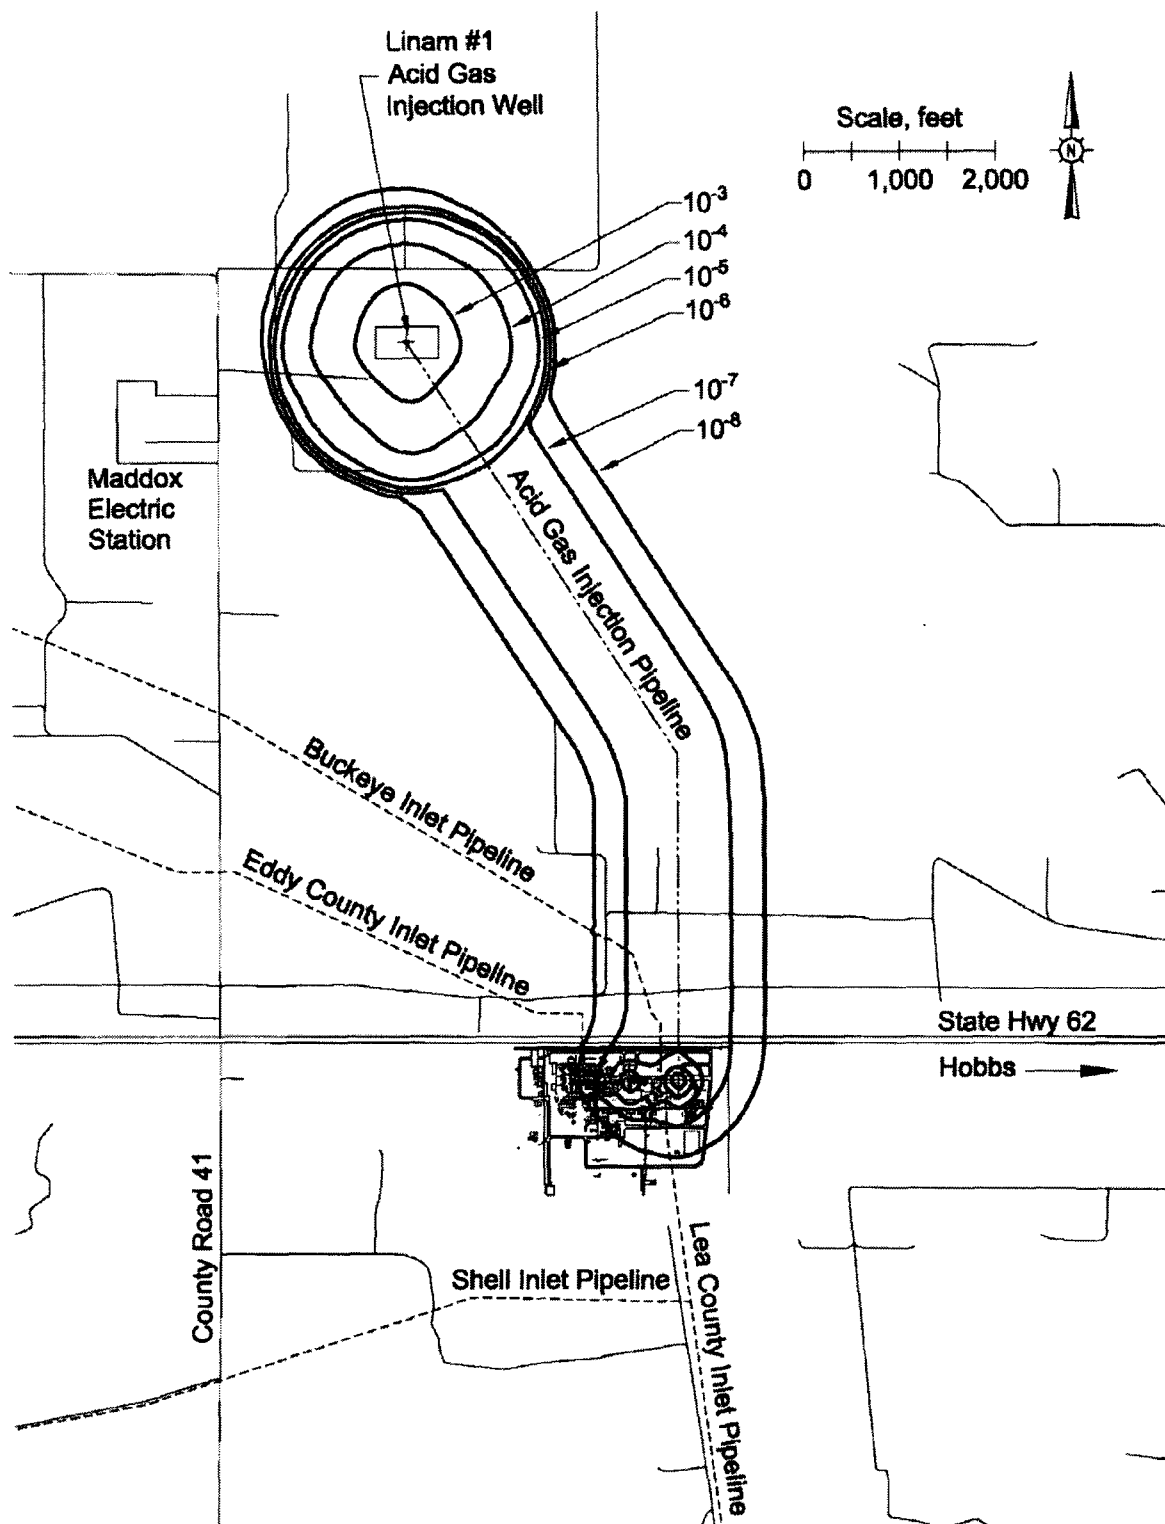 Linam #1
Acid Gas
Injection Well
Scale, feet
0 1,000 2,000
N
10-3
10-4
10-5
10-6
10-7
10-8
Maddox
Electric
Station
Acid Gas Injection Pipeline
Buckeye Inlet Pipeline
Eddy County Inlet Pipeline
State Hwy 62
Hobbs
County Road 41
Shell Inlet Pipeline
Lea County Inlet Pipeline